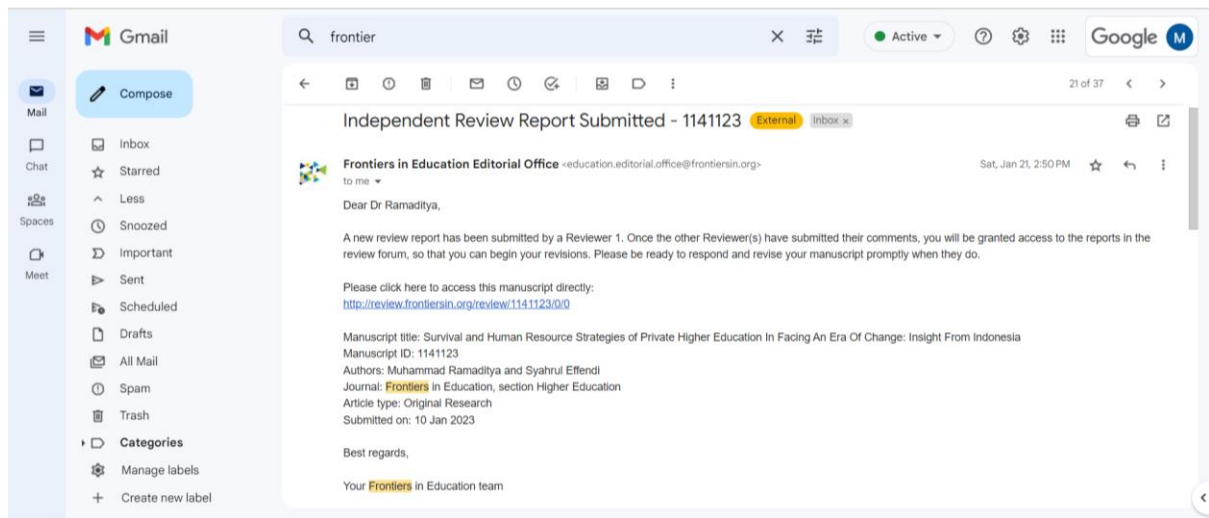 Gmail
frontier
Active
Google M
Mail
Chat
Spaces
Meet
Compose
Inbox
Starred
Less
Snoozed
Important
Sent
Scheduled
Drafts
All Mail
Spam
Trash
Categories
Manage labels
Create new label
21 of 37
Independent Review Report Submitted - 1141123 External Inbox x
Frontiers in Education Editorial Office <education.editorial.office@frontiersin.org> Sat, Jan 21, 2:50 PM
to me
Dear Dr Ramaditya,
A new review report has been submitted by a Reviewer 1. Once the other Reviewer(s) have submitted their comments, you will be granted access to the reports in the
review forum, so that you can begin your revisions. Please be ready to respond and revise your manuscript promptly when they do.
Please click here to access this manuscript directly:
http://review.frontiersin.org/review/1141123/0/0
Manuscript title: Survival and Human Resource Strategies of Private Higher Education In Facing An Era Of Change: Insight From Indonesia
Manuscript ID: 1141123
Authors: Muhammad Ramaditya and Syahrul Effendi
Journal: Frontiers in Education, section Higher Education
Article type: Original Research
Submitted on: 10 Jan 2023
Best regards,
Your Frontiers in Education team